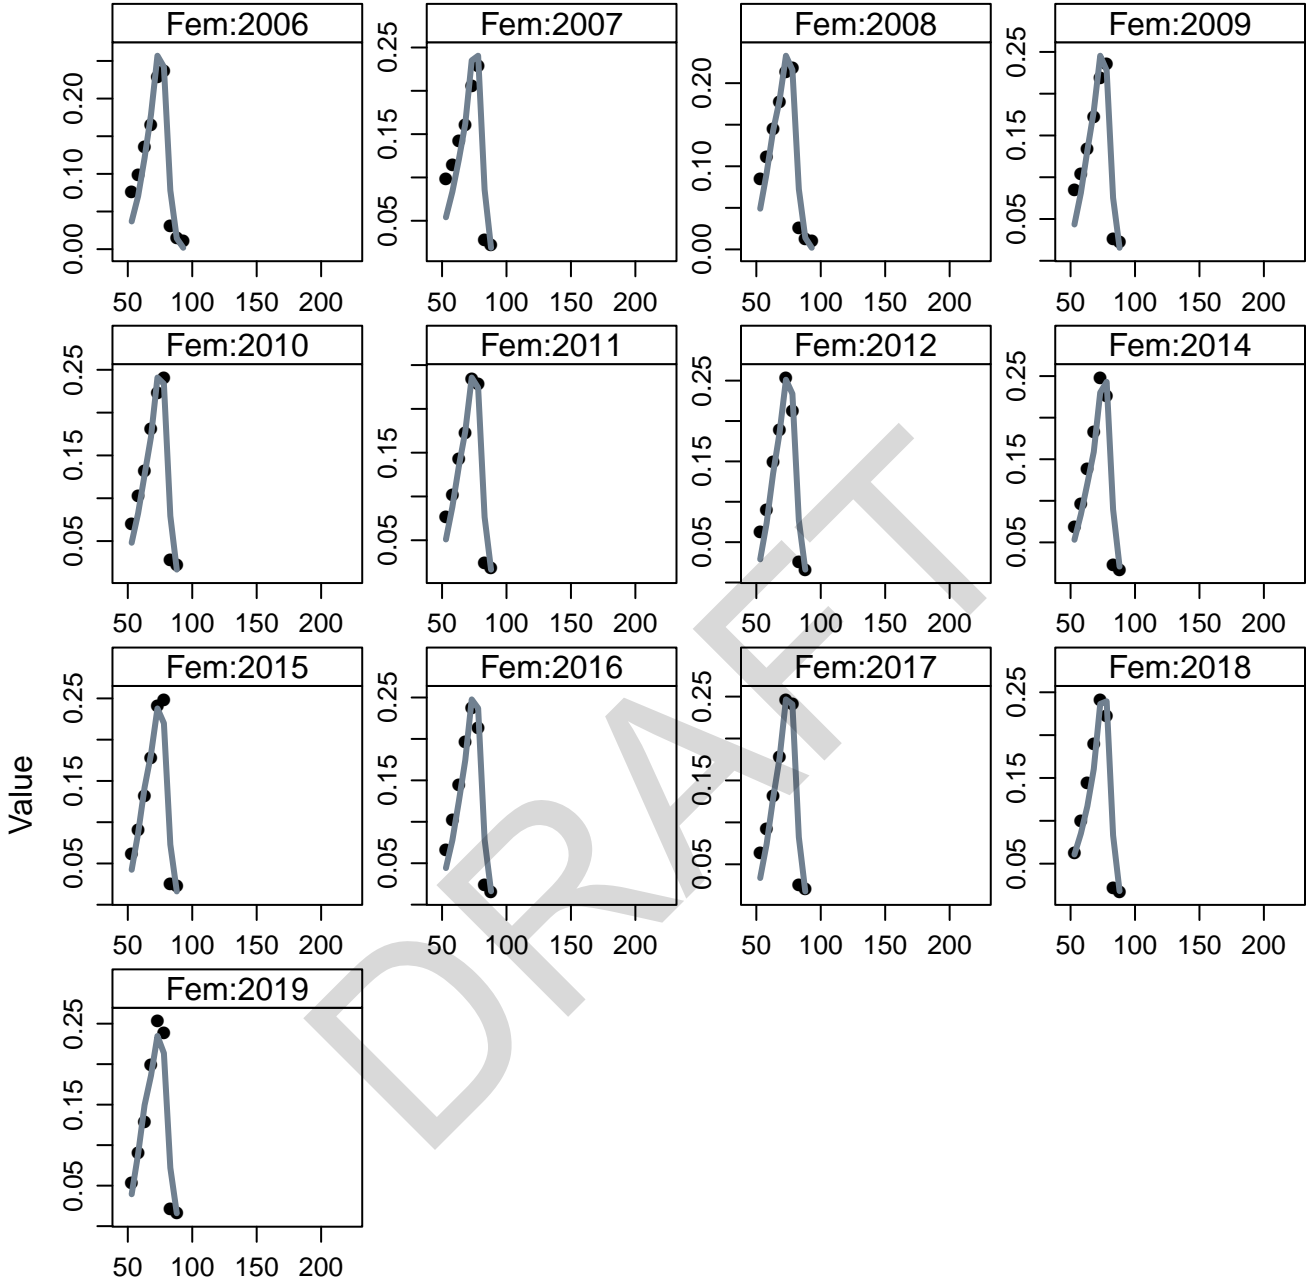 Fem:2006 Fem:2007 Fem:2008 Fem:2009
0.00 0.10 0.20
0.05 0.15 0.25
0.00 0.10 0.20
0.05 0.15 0.25
50 100 150 200 50 100 150 200 50 100 150 200 50 100 150 200
Fem:2010 Fem:2011 Fem:2012 Fem:2014
0.05 0.15 0.25
0.05 0.15
0.05 0.15 0.25
0.05 0.15 0.25
50 100 150 200 50 100 150 200 50 100 150 200 50 100 150 200
Fem:2015 Fem:2016 Fem:2017 Fem:2018
0.05 0.15 0.25
0.05 0.15 0.25
0.05 0.15 0.25
0.05 0.15 0.25
50 100 150 200 50 100 150 200 50 100 150 200 50 100 150 200
Fem:2019
0.05 0.15 0.25
50 100 150 200
Value
DRAFT